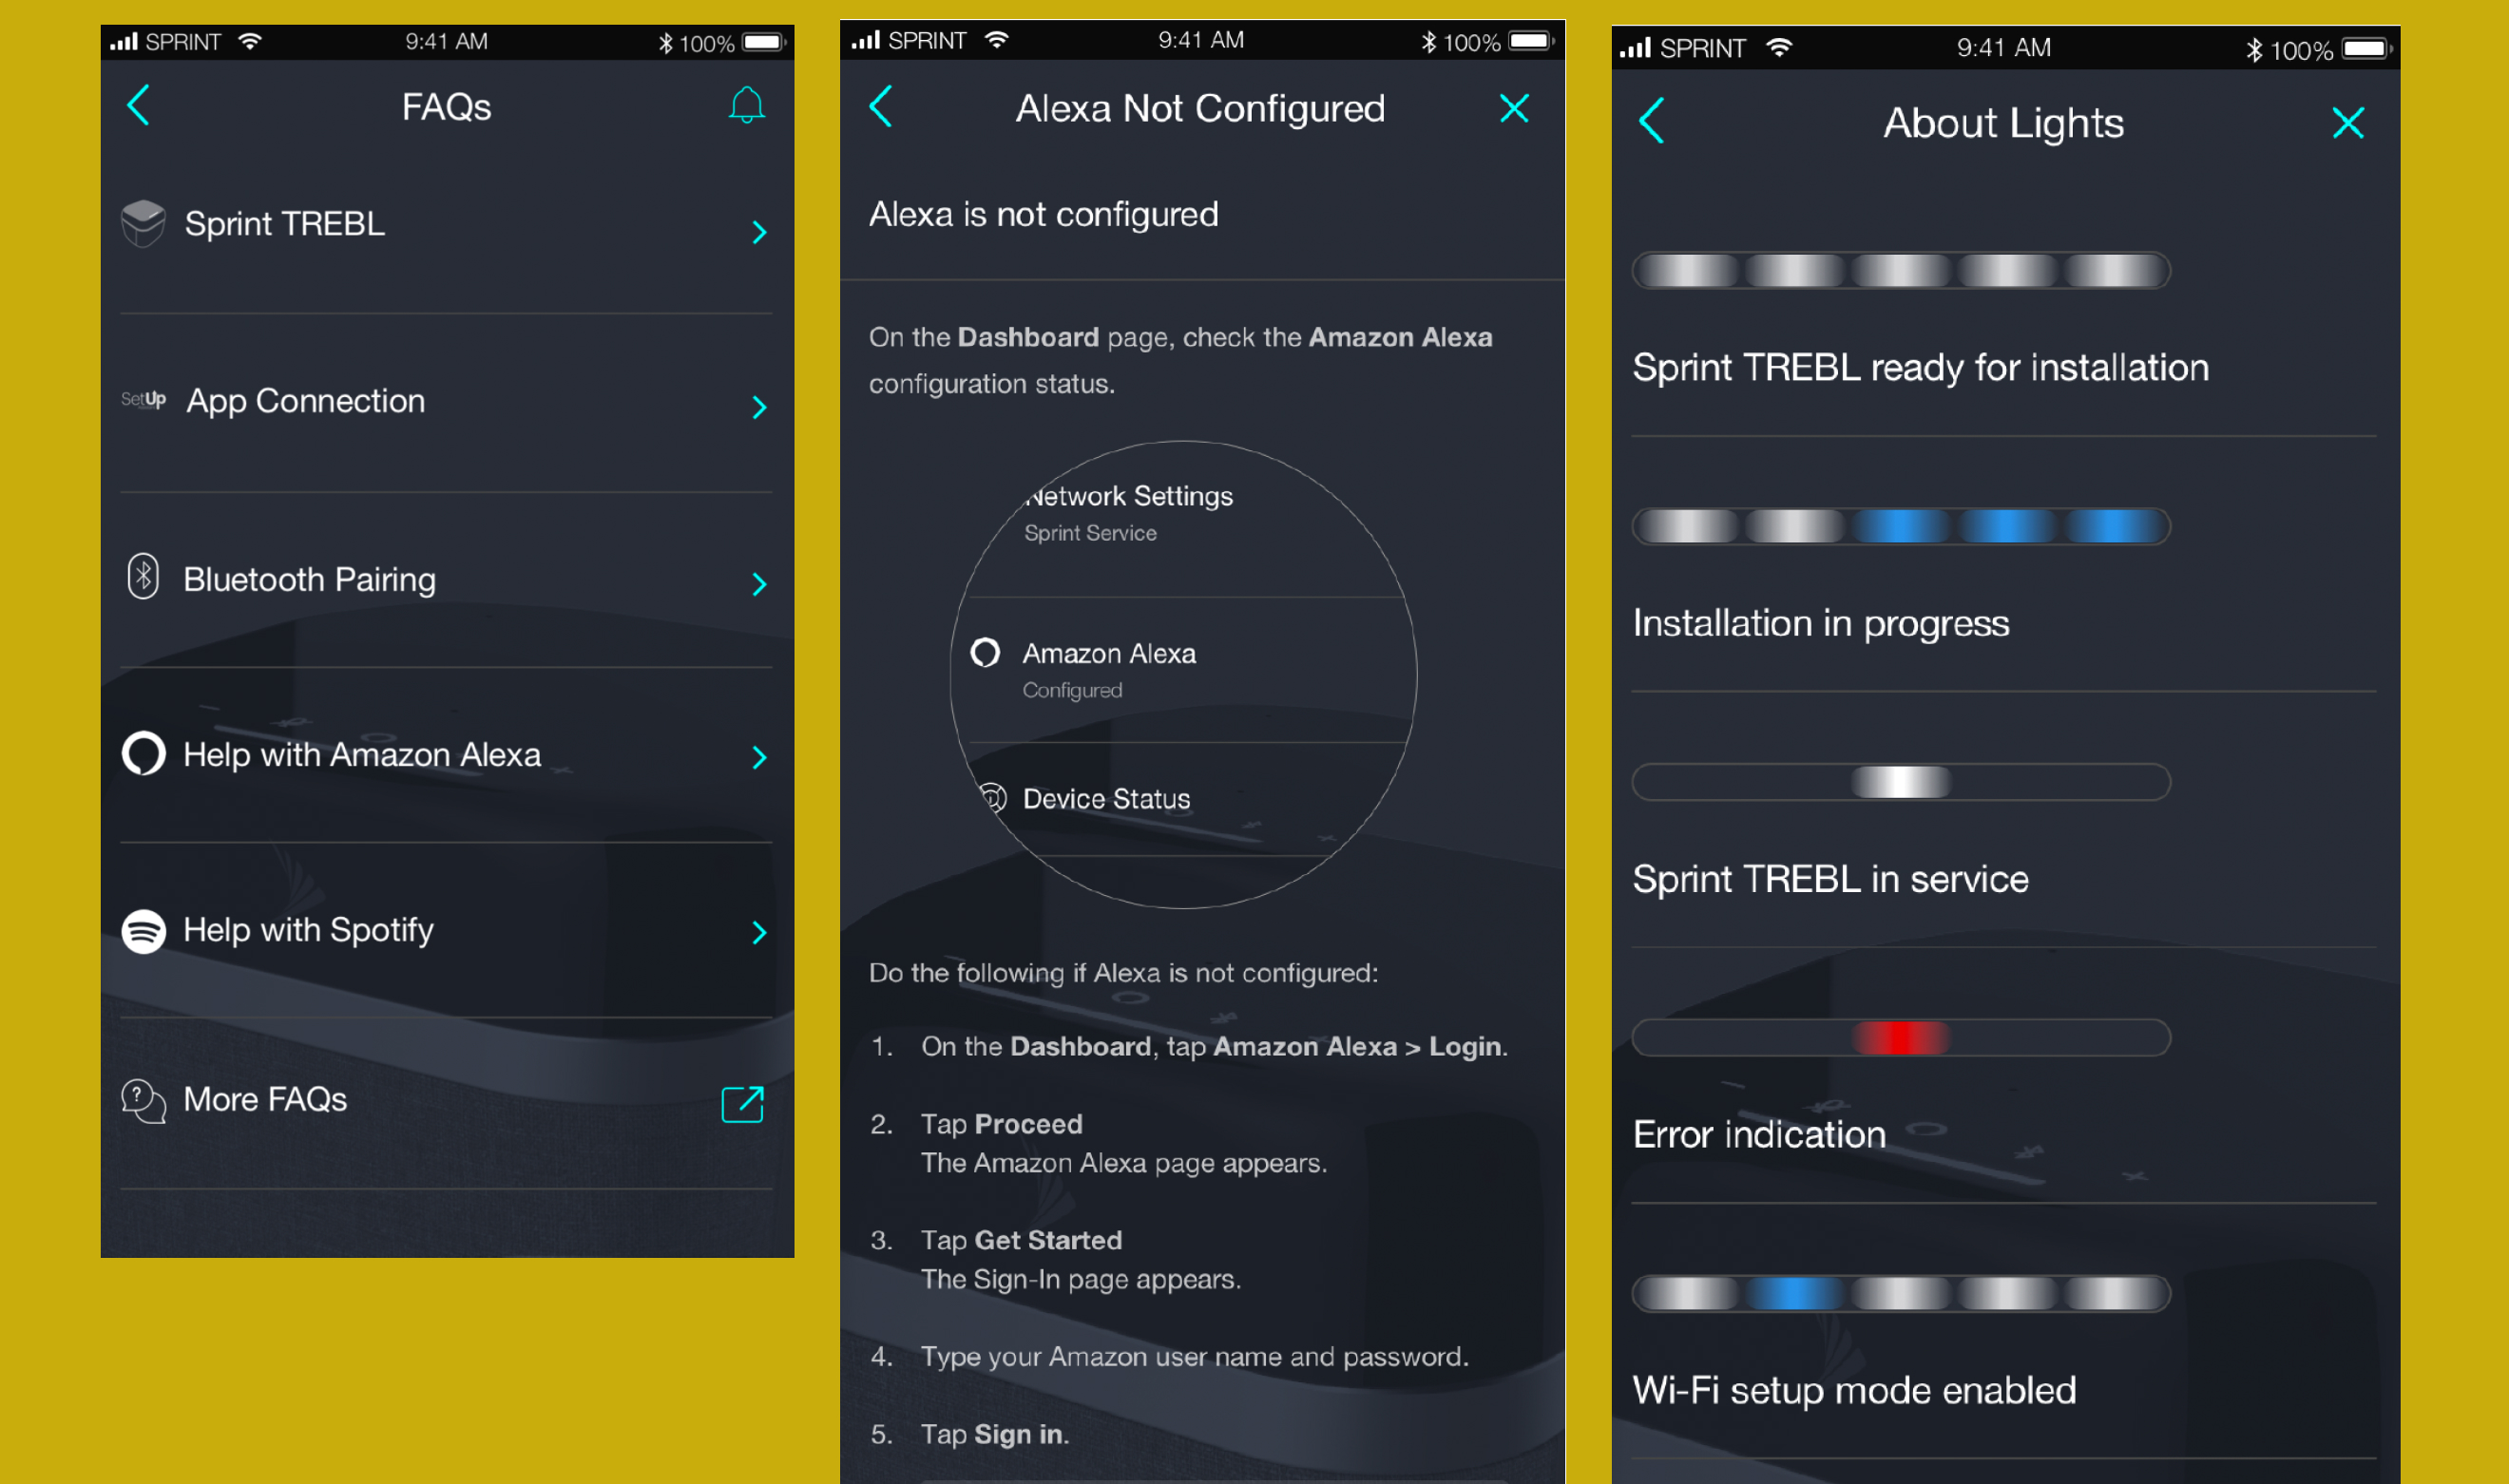 SPRINT 9:41 AM 100%
FAQs
Sprint TREBL
SetUp App Connection
Bluetooth Pairing
Help with Amazon Alexa
Help with Spotify
? More FAQs
SPRINT 9:41 AM 100%
Alexa Not Configured
Alexa is not configured
On the Dashboard page, check the Amazon Alexa
configuration status.
Network Settings
Sprint Service
Amazon Alexa
Configured
Device Status
Do the following if Alexa is not configured:
1. On the Dashboard, tap Amazon Alexa > Login.
2. Tap Proceed
The Amazon Alexa page appears.
3. Tap Get Started
The Sign-In page appears.
4. Type your Amazon user name and password.
5. Tap Sign in.
SPRINT 9:41 AM 100%
About Lights
Sprint TREBL ready for installation
Installation in progress
Sprint TREBL in service
Error indication
Wi-Fi setup mode enabled